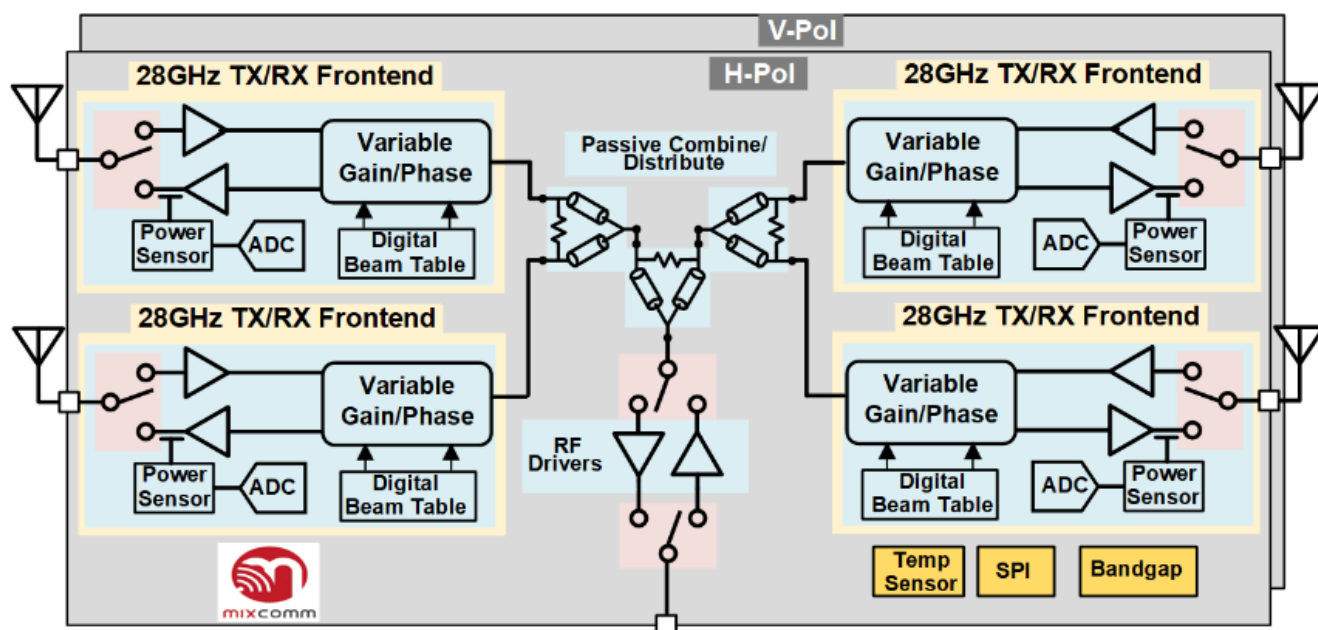 V-Pol
H-Pol
28GHz TX/RX Frontend
Variable
Gain/Phase
Power
Sensor
ADC
Digital
Beam Table
28GHz TX/RX Frontend
Variable
Gain/Phase
Power
Sensor
ADC
Digital
Beam Table
Passive Combine/
Distribute
RF
Drivers
28GHz TX/RX Frontend
Variable
Gain/Phase
Digital
Beam Table
ADC
Power
Sensor
28GHz TX/RX Frontend
Variable
Gain/Phase
Digital
Beam Table
ADC
Power
Sensor
mixcomm
Temp
Sensor
SPI
Bandgap